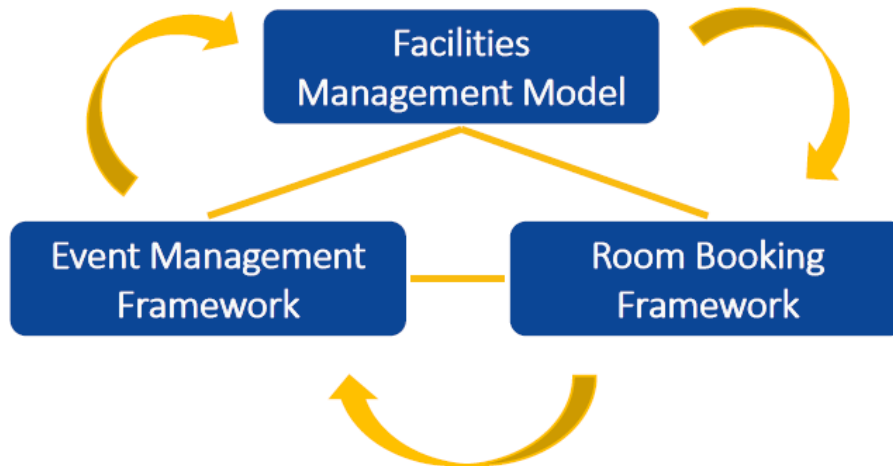 Facilities
Management Model
Event Management
Framework
Room Booking
Framework